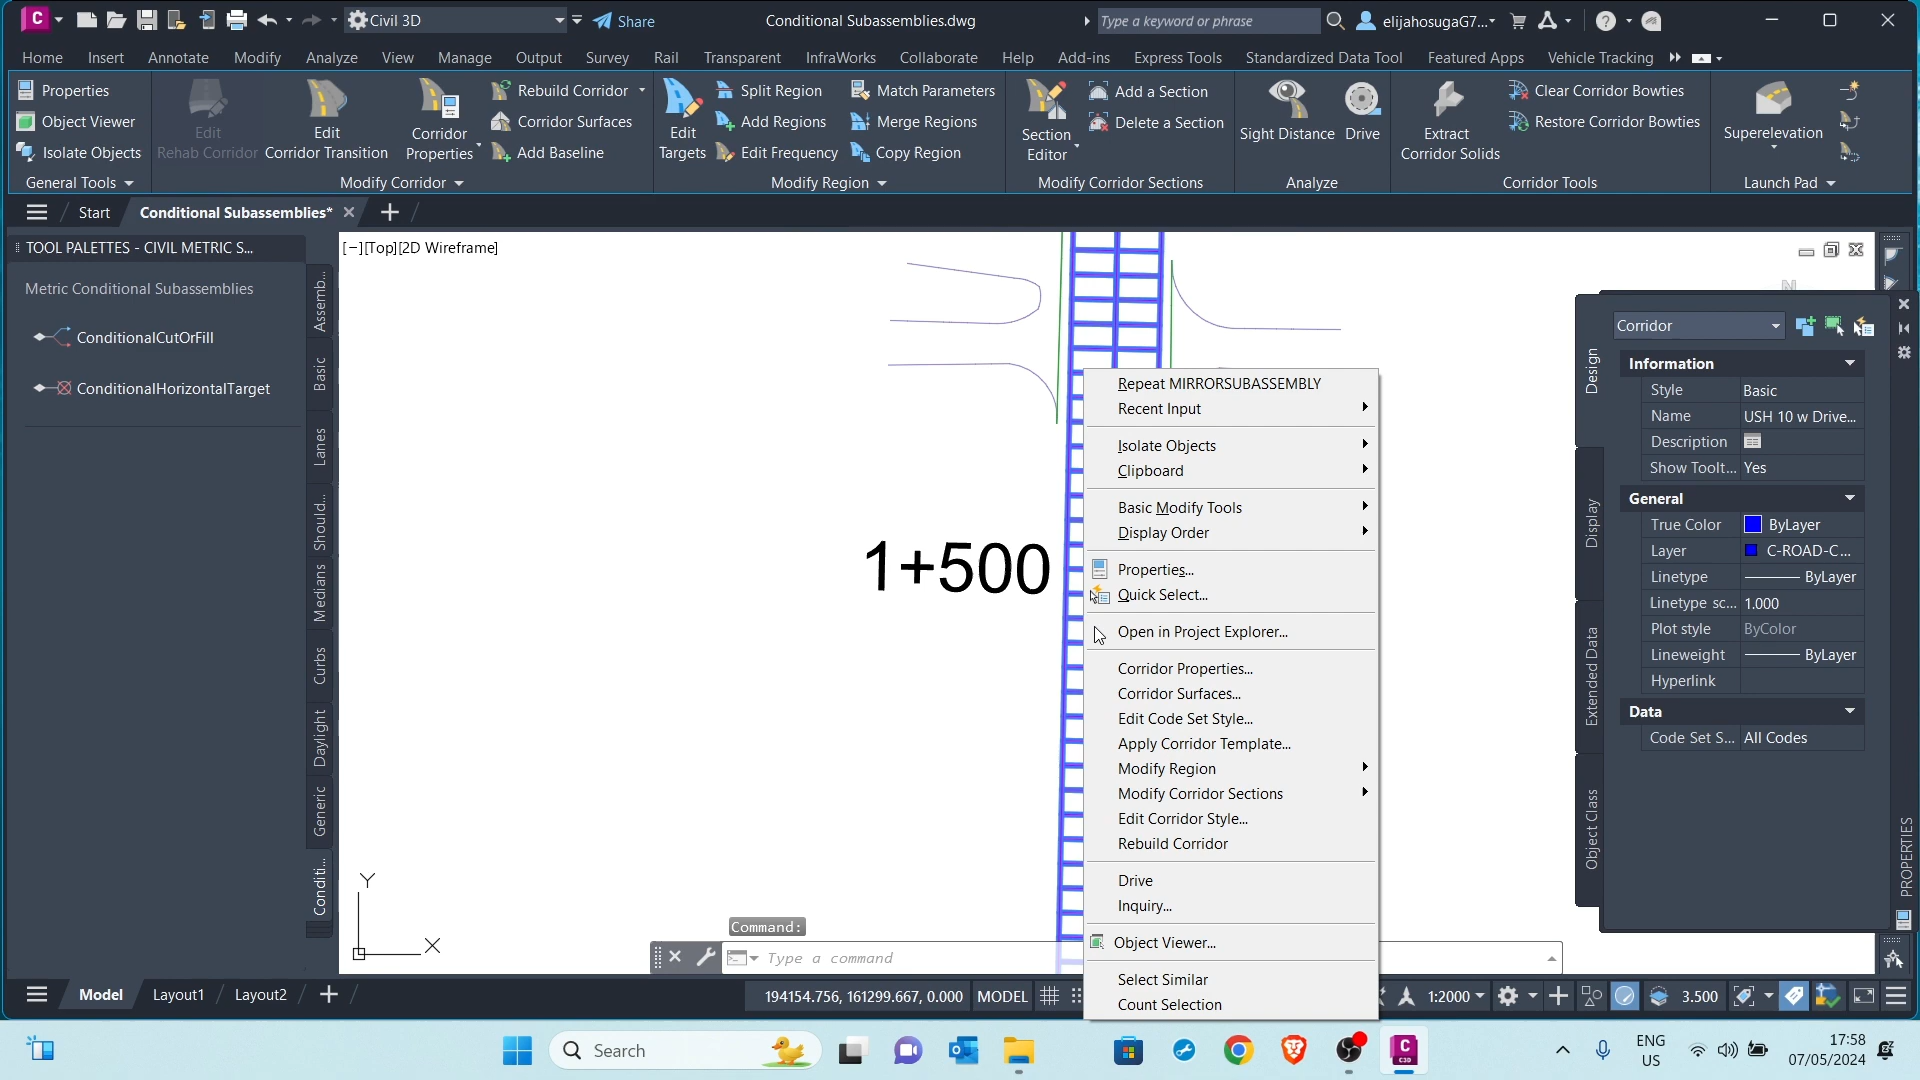 C
Civil 3D
Share
Conditional Subassemblies.dwg
Type a keyword or phrase
elijahosugaG7...
Home Insert Annotate Modify Analyze View Manage Output Survey Rail Transparent InfraWorks Collaborate Help Add-ins Express Tools Standardized Data Tool Featured Apps Vehicle Tracking
Properties
Object Viewer
Isolate Objects
General Tools
Edit
Rehab Corridor
Edit
Corridor Transition
Corridor
Properties
Rebuild Corridor
Corridor Surfaces
Add Baseline
Modify Corridor
Edit
Targets
Split Region
Add Regions
Edit Frequency
Match Parameters
Merge Regions
Copy Region
Modify Region
Section
Editor
Add a Section
Delete a Section
Modify Corridor Sections
Sight Distance
Drive
Analyze
Extract
Corridor Solids
Clear Corridor Bowties
Restore Corridor Bowties
Corridor Tools
Superelevation
Launch Pad
Start
Conditional Subassemblies*
TOOL PALETTES - CIVIL METRIC S...
Metric Conditional Subassemblies
ConditionalCutOrFill
ConditionalHorizontalTarget
Assemb...
Basic
Lanes
Should...
Medians
Curbs
Daylight
Generic
Conditi...
[−][Top][2D Wireframe]
N
1+500
Y
X
Repeat MIRRORSUBASSEMBLY
Recent Input
Isolate Objects
Clipboard
Basic Modify Tools
Display Order
Properties...
Quick Select...
Open in Project Explorer...
Corridor Properties...
Corridor Surfaces...
Edit Code Set Style...
Apply Corridor Template...
Modify Region
Modify Corridor Sections
Edit Corridor Style...
Rebuild Corridor
Drive
Inquiry...
Object Viewer...
Select Similar
Count Selection
Design
Display
Extended Data
Object Class
PROPERTIES
Corridor
Information
Style Basic
Name USH 10 w Drive...
Description
Show Toolt... Yes
General
True Color ByLayer
Layer C-ROAD-C...
Linetype ByLayer
Linetype sc... 1.000
Plot style ByColor
Lineweight ByLayer
Hyperlink
Data
Code Set S... All Codes
Command:
Type a command
Model Layout1 Layout2
194154.756, 161299.667, 0.000 MODEL
1:2000
3.500
Search
C
C3D
ENG
US
17:58
07/05/2024